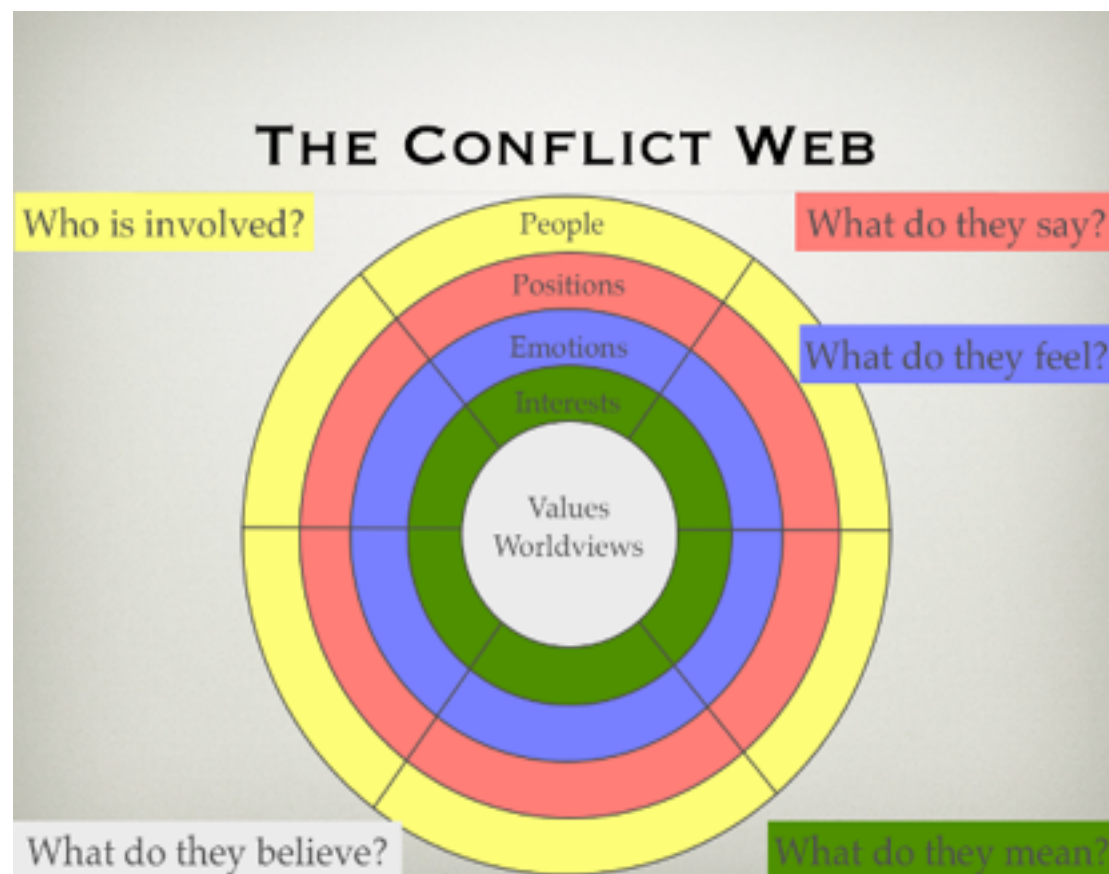 THE CONFLICT WEB
Who is involved?
People
What do they say?
Positions
Emotions
What do they feel?
Interests
Values
Worldviews
What do they believe?
What do they mean?